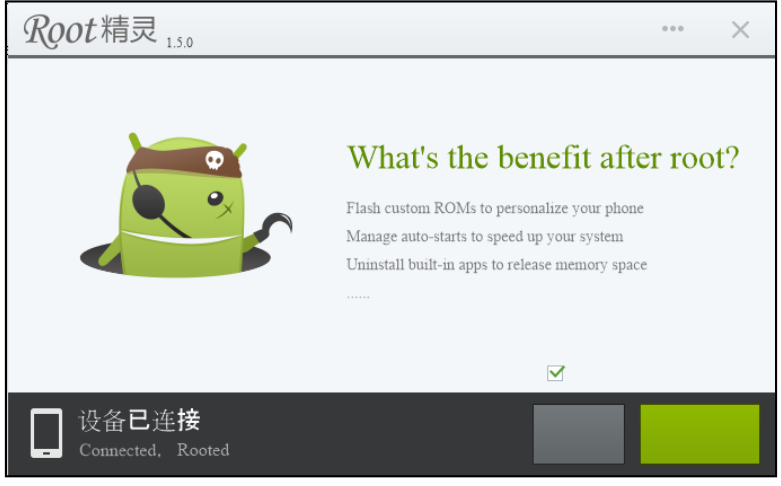 Root精灵 1.5.0
What's the benefit after root?
Flash custom ROMs to personalize your phone
Manage auto-starts to speed up your system
Uninstall built-in apps to release memory space
......
设备已连接
Connected, Rooted